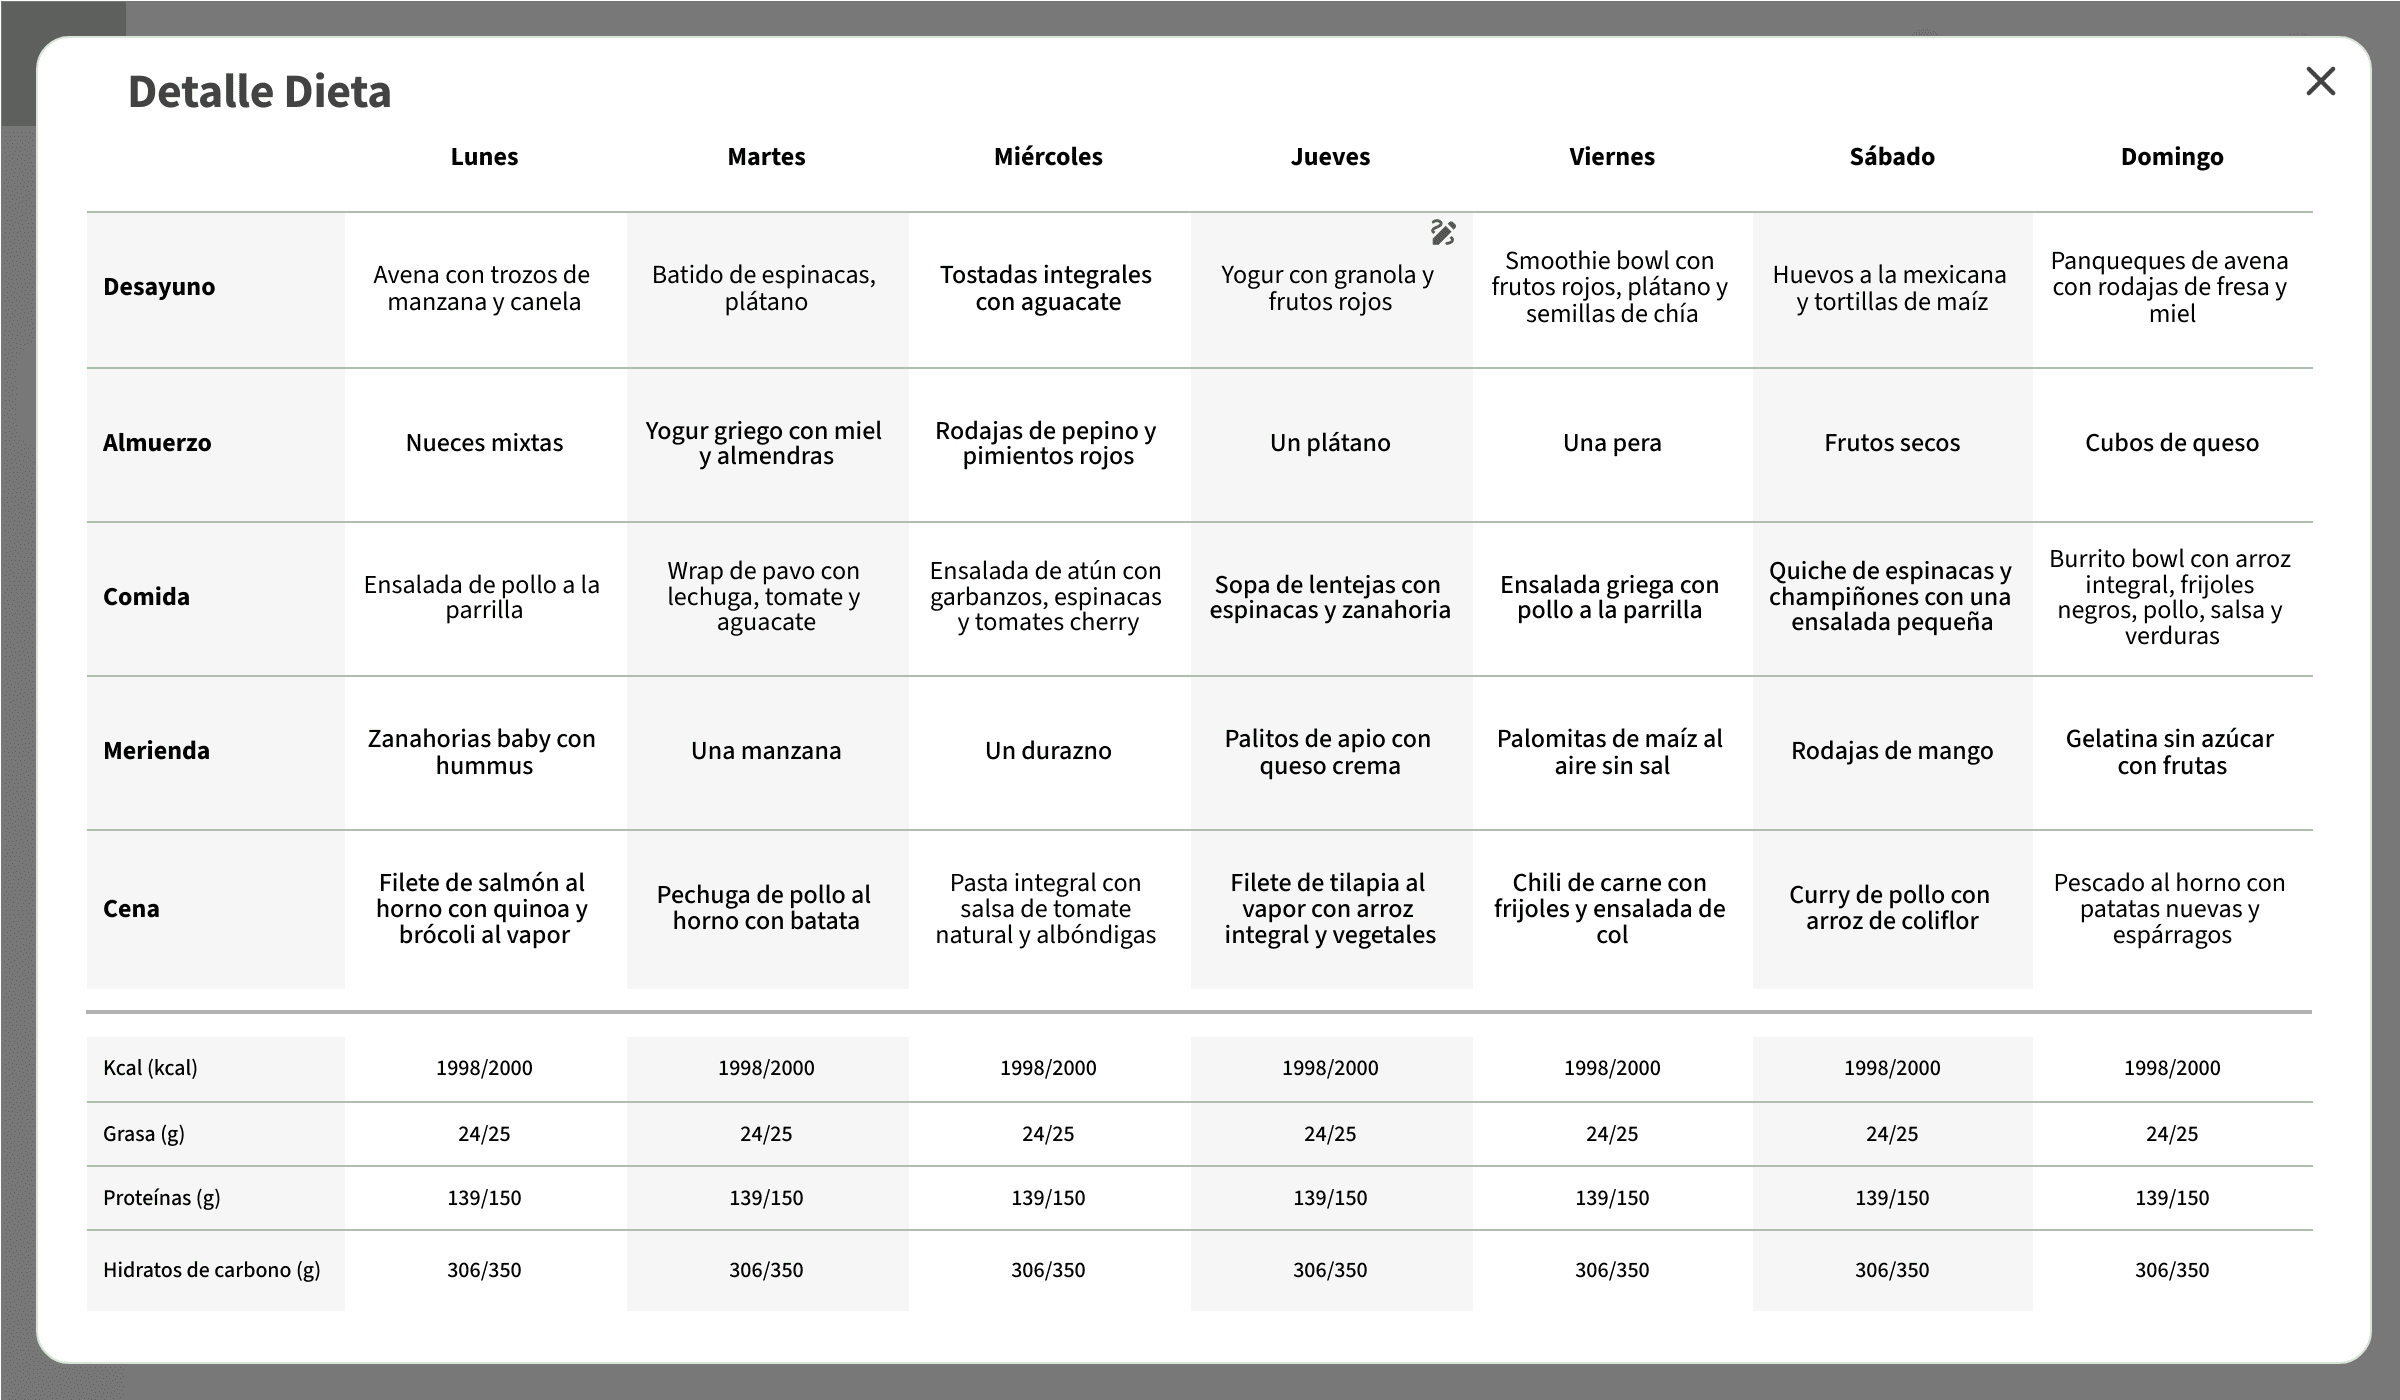 Detalle Dieta
Lunes Martes Miércoles Jueves Viernes Sábado Domingo
Desayuno
Avena con trozos de
manzana y canela
Batido de espinacas,
plátano
Tostadas integrales
con aguacate
Yogur con granola y
frutos rojos
Smoothie bowl con
frutos rojos, plátano y
semillas de chía
Huevos a la mexicana
y tortillas de maíz
Panqueques de avena
con rodajas de fresa y
miel
Almuerzo
Nueces mixtas
Yogur griego con miel
y almendras
Rodajas de pepino y
pimientos rojos
Un plátano
Una pera
Frutos secos
Cubos de queso
Comida
Ensalada de pollo a la
parrilla
Wrap de pavo con
lechuga, tomate y
aguacate
Ensalada de atún con
garbanzos, espinacas
y tomates cherry
Sopa de lentejas con
espinacas y zanahoria
Ensalada griega con
pollo a la parrilla
Quiche de espinacas y
champiñones con una
ensalada pequeña
Burrito bowl con arroz
integral, frijoles
negros, pollo, salsa y
verduras
Merienda
Zanahorias baby con
hummus
Una manzana
Un durazno
Palitos de apio con
queso crema
Palomitas de maíz al
aire sin sal
Rodajas de mango
Gelatina sin azúcar
con frutas
Cena
Filete de salmón al
horno con quinoa y
brócoli al vapor
Pechuga de pollo al
horno con batata
Pasta integral con
salsa de tomate
natural y albóndigas
Filete de tilapia al
vapor con arroz
integral y vegetales
Chili de carne con
frijoles y ensalada de
col
Curry de pollo con
arroz de coliflor
Pescado al horno con
patatas nuevas y
espárragos
Kcal (kcal) 1998/2000 1998/2000 1998/2000 1998/2000 1998/2000 1998/2000 1998/2000
Grasa (g) 24/25 24/25 24/25 24/25 24/25 24/25 24/25
Proteínas (g) 139/150 139/150 139/150 139/150 139/150 139/150 139/150
Hidratos de carbono (g) 306/350 306/350 306/350 306/350 306/350 306/350 306/350